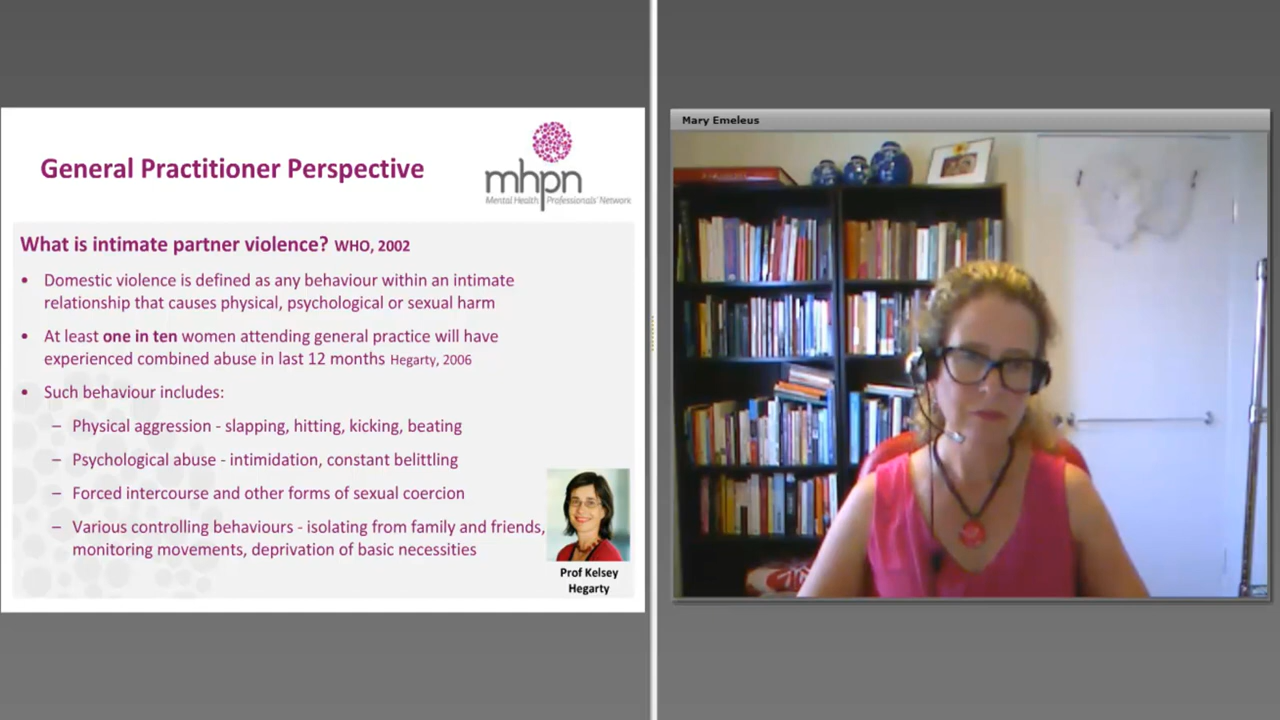 General Practitioner Perspective
mhpn
Mental Health Professionals' Network
What is intimate partner violence? WHO, 2002
• Domestic violence is defined as any behaviour within an intimate
relationship that causes physical, psychological or sexual harm
• At least one in ten women attending general practice will have
experienced combined abuse in last 12 months Hegarty, 2006
• Such behaviour includes:
– Physical aggression - slapping, hitting, kicking, beating
– Psychological abuse - intimidation, constant belittling
– Forced intercourse and other forms of sexual coercion
– Various controlling behaviours - isolating from family and friends,
monitoring movements, deprivation of basic necessities
Prof Kelsey
Hegarty
Mary Emeleus